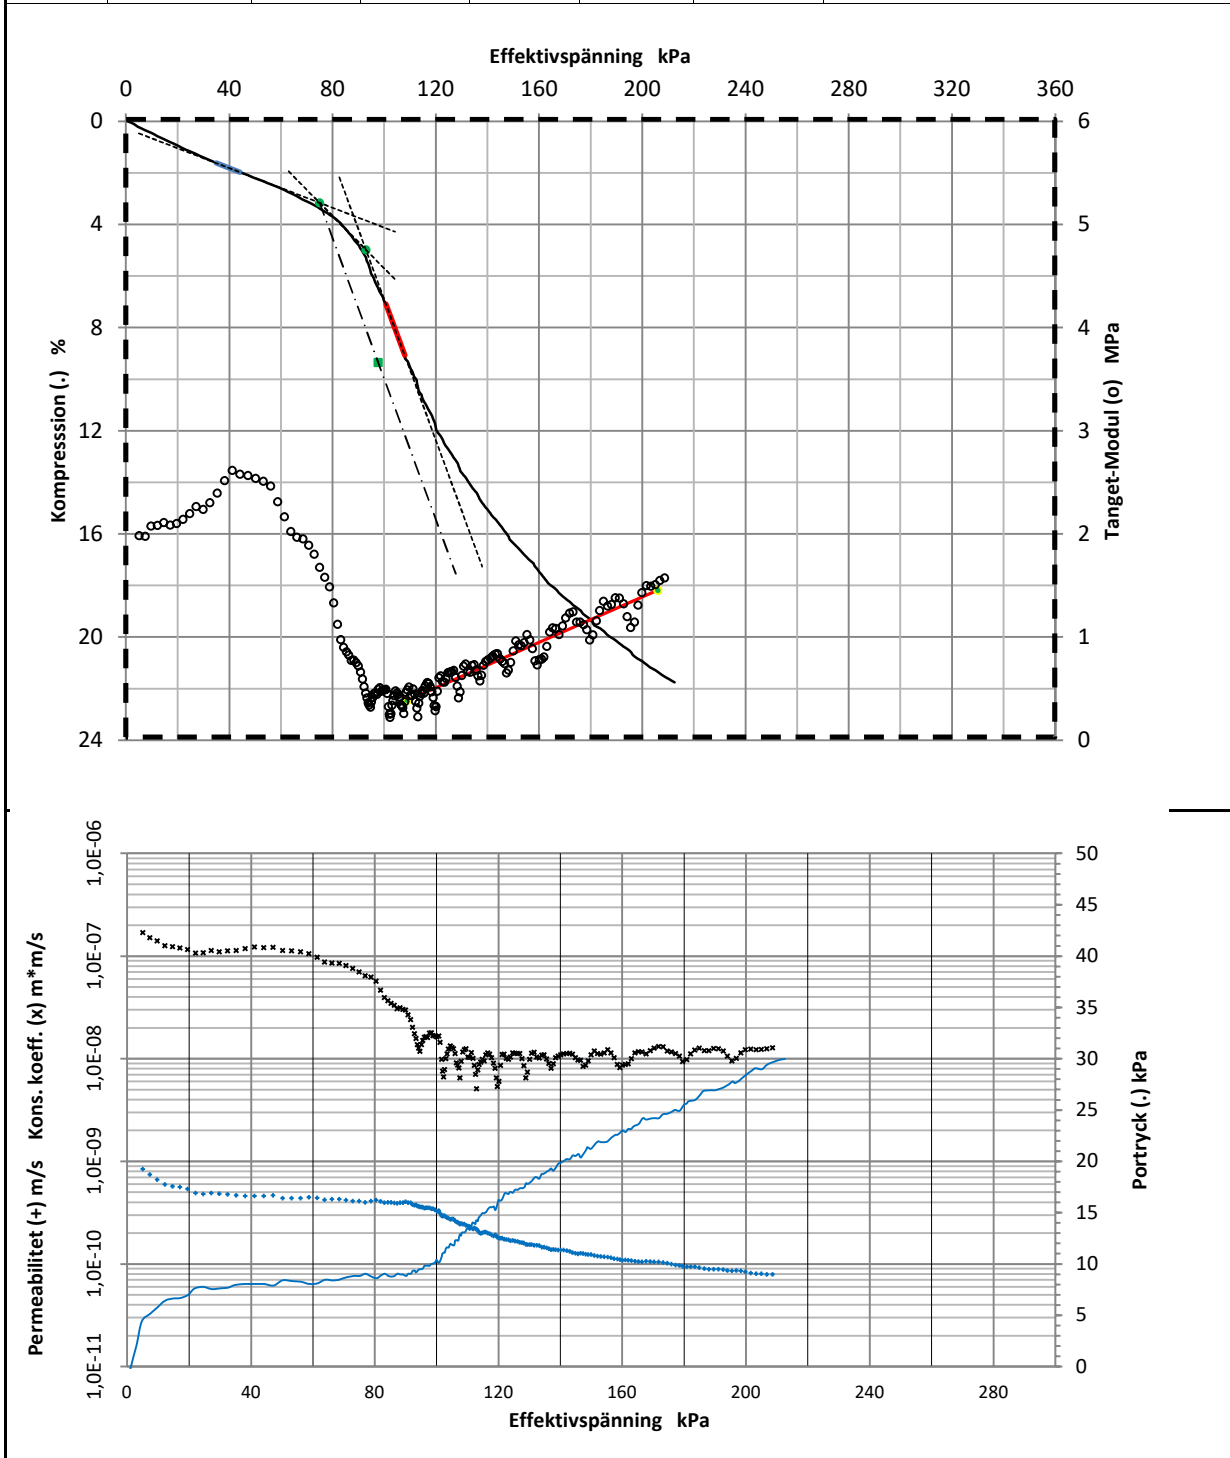 Effektivspänning kPa
0 40 80 120 160 200 240 280 320 360
0 6
4 5
8 4
12 3
16 2
20 1
24 0
Kompresssion (.) %
Tanget-Modul (o) MPa
1,0E-06 50
45
1,0E-07 40
35
1,0E-08 30
25
1,0E-09 20
15
1,0E-10 10
5
1,0E-11 0
Permeabilitet (+) m/s Kons. koeff. (x) m*m/s
Portryck (.) kPa
0 40 80 120 160 200 240 280
Effektivspänning kPa